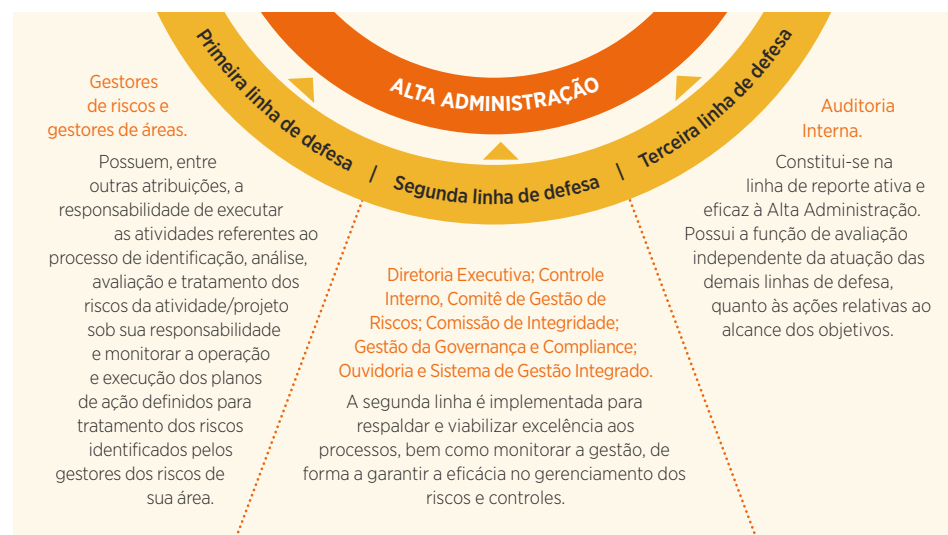 ALTA ADMINISTRAÇÃO
Primeira linha de defesa | Segunda linha de defesa | Terceira linha de defesa
Gestores
de riscos e
gestores de áreas.
Possuem, entre
outras atribuições, a
responsabilidade de executar
as atividades referentes ao
processo de identificação, análise,
avaliação e tratamento dos
riscos da atividade/projeto
sob sua responsabilidade
e monitorar a operação
e execução dos planos
de ação definidos para
tratamento dos riscos
identificados pelos
gestores dos riscos de
sua área.
Diretoria Executiva; Controle
Interno, Comitê de Gestão de
Riscos; Comissão de Integridade;
Gestão da Governança e Compliance;
Ouvidoria e Sistema de Gestão Integrado.
A segunda linha é implementada para
respaldar e viabilizar excelência aos
processos, bem como monitorar a gestão, de
forma a garantir a eficácia no gerenciamento dos
riscos e controles.
Auditoria
Interna.
Constitui-se na
linha de reporte ativa e
eficaz à Alta Administração.
Possui a função de avaliação
independente da atuação das
demais linhas de defesa,
quanto às ações relativas ao
alcance dos objetivos.